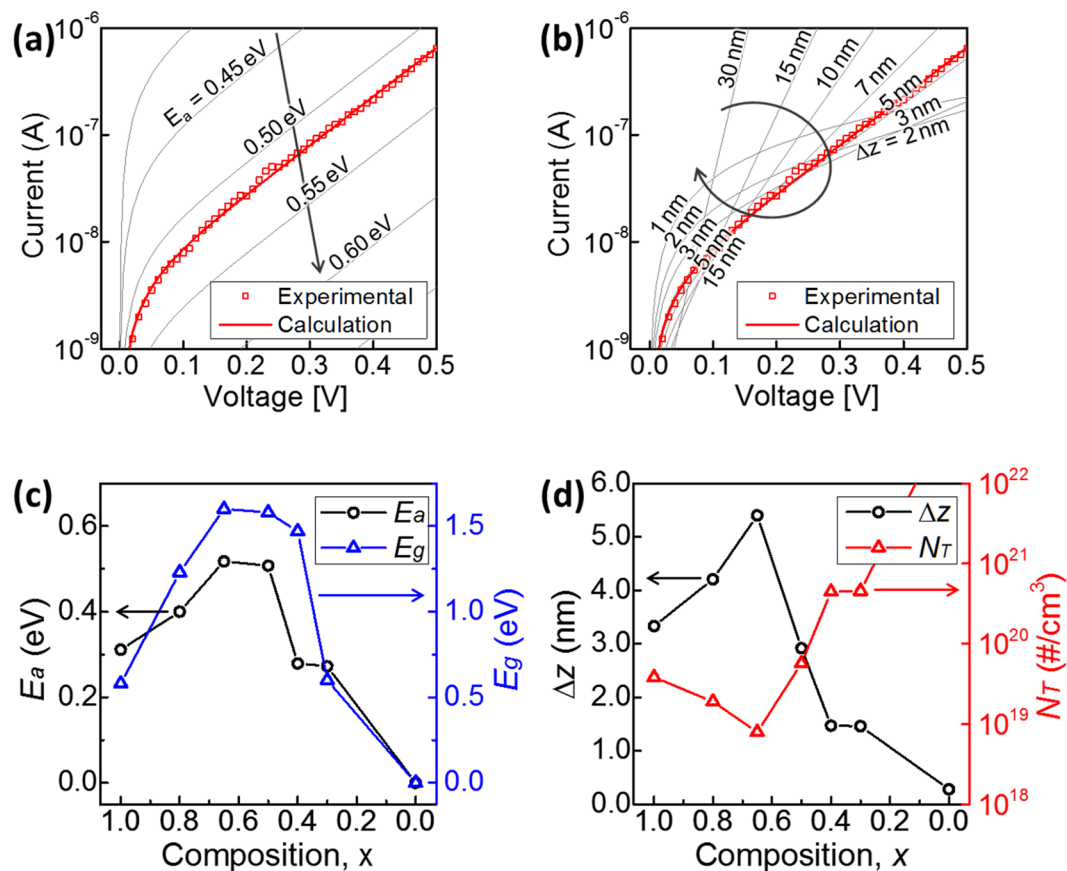 (a)
Current (A)
10⁻⁶
10⁻⁷
10⁻⁸
10⁻⁹
Eₐ = 0.45 eV
0.50 eV
0.55 eV
0.60 eV
Experimental
Calculation
0.0 0.1 0.2 0.3 0.4 0.5
Voltage [V]
(b)
Current (A)
10⁻⁶
10⁻⁷
10⁻⁸
10⁻⁹
30 nm
15 nm
10 nm
7 nm
5 nm
3 nm
Δz = 2 nm
1 nm
2 nm
3 nm
5 nm
15 nm
Experimental
Calculation
0.0 0.1 0.2 0.3 0.4 0.5
Voltage [V]
(c)
Eₐ (eV)
0.6
0.4
0.2
0.0
Eₐ
E_g
1.5
1.0
0.5
0.0
E_g (eV)
1.0 0.8 0.6 0.4 0.2 0.0
Composition, x
(d)
Δz (nm)
6.0
5.0
4.0
3.0
2.0
1.0
0.0
Δz
N_T
10²²
10²¹
10²⁰
10¹⁹
10¹⁸
N_T (#/cm³)
1.0 0.8 0.6 0.4 0.2 0.0
Composition, x